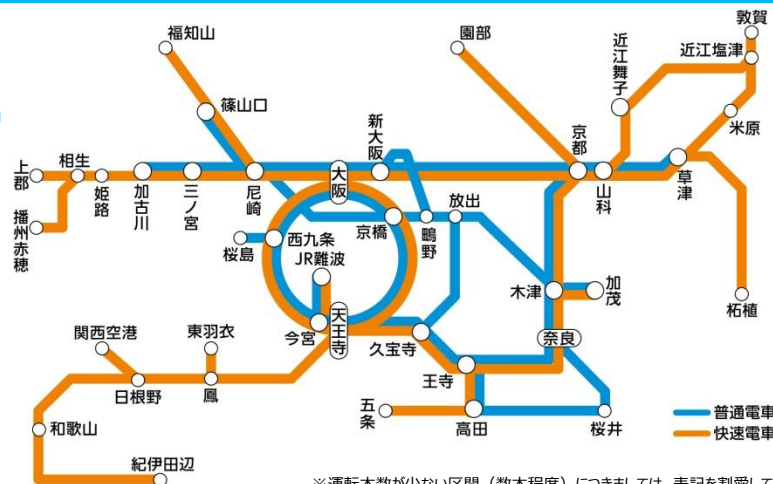 敦賀
福知山
園部
近江舞子
近江塩津
篠山口
新大阪
京都
米原
上郡
相生
姫路
加古川
三ノ宮
尼崎
大阪
山科
草津
播州赤穂
桜島
西九条
JR難波
京橋
鴫野
放出
木津
加茂
柘植
今宮
天王寺
久宝寺
奈良
関西空港
東羽衣
王寺
日根野
鳳
五条
高田
桜井
和歌山
紀伊田辺
普通電車
快速電車
※運転本数が少ない区間(数本程度)につきましては、表記を割愛して